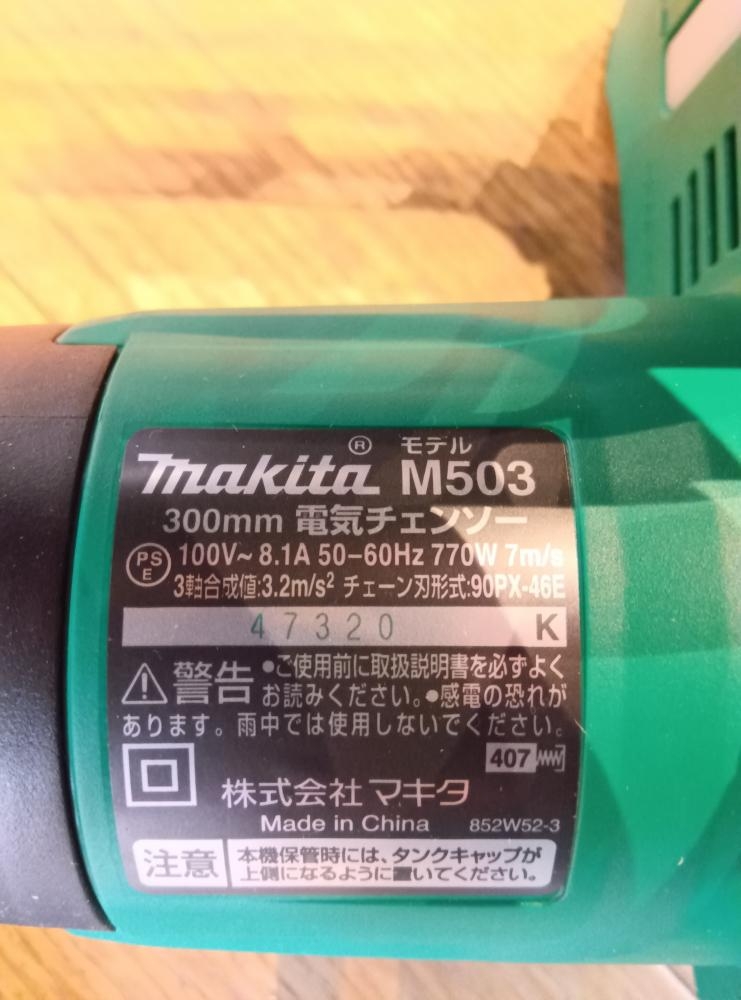 makita ® モデル M503
300mm 電気チェンソー
PSE 100V~ 8.1A 50-60Hz 770W 7m/s
3軸合成値:3.2m/s² チェーン刃形式:90PX-46E
47320 K
⚠警告 •ご使用前に取扱説明書を必ずよく
お読みください。•感電の恐れが
あります。雨中では使用しないでください。
407
株式会社 マキタ
Made in China 852W52-3
注意 本機保管時には、タンクキャップが
上側になるように置いてください。